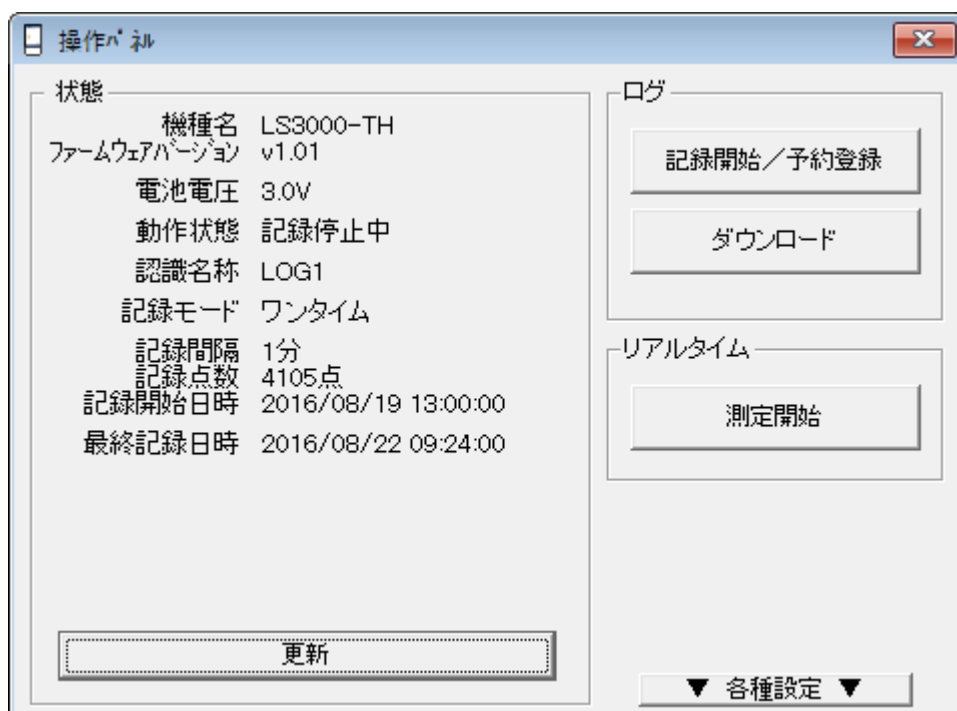 操作ﾊﾟﾈﾙ
状態
機種名 LS3000-TH
ファームウェアバージョン v1.01
電池電圧 3.0V
動作状態 記録停止中
認識名称 LOG1
記録モード ワンタイム
記録間隔 1分
記録点数 4105点
記録開始日時 2016/08/19 13:00:00
最終記録日時 2016/08/22 09:24:00
更新
ログ
記録開始／予約登録
ダウンロード
リアルタイム
測定開始
▼ 各種設定 ▼